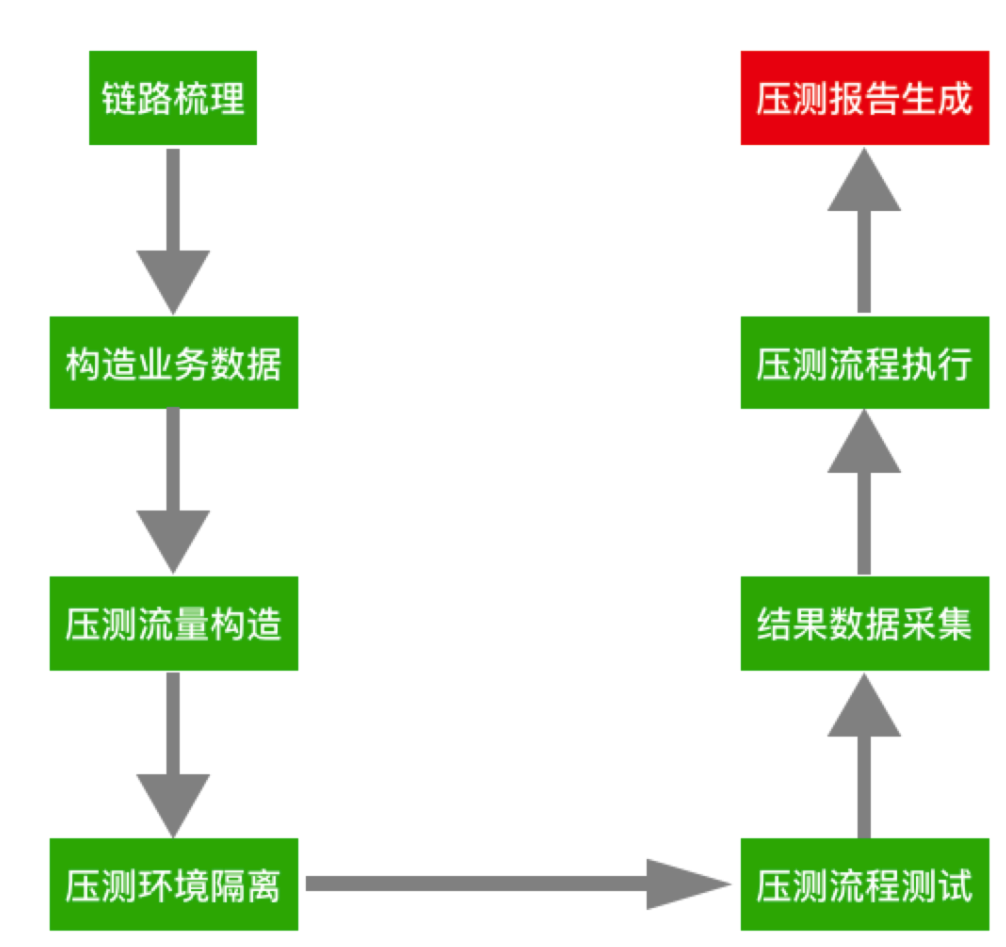 链路梳理
构造业务数据
压测流量构造
压测环境隔离
压测流程测试
结果数据采集
压测流程执行
压测报告生成